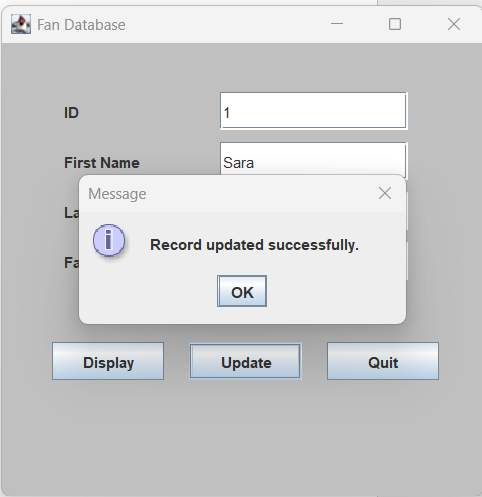 Fan Database
ID
1
First Name
Sara
Message
La
Fa
i
Record updated successfully.
OK
Display
Update
Quit